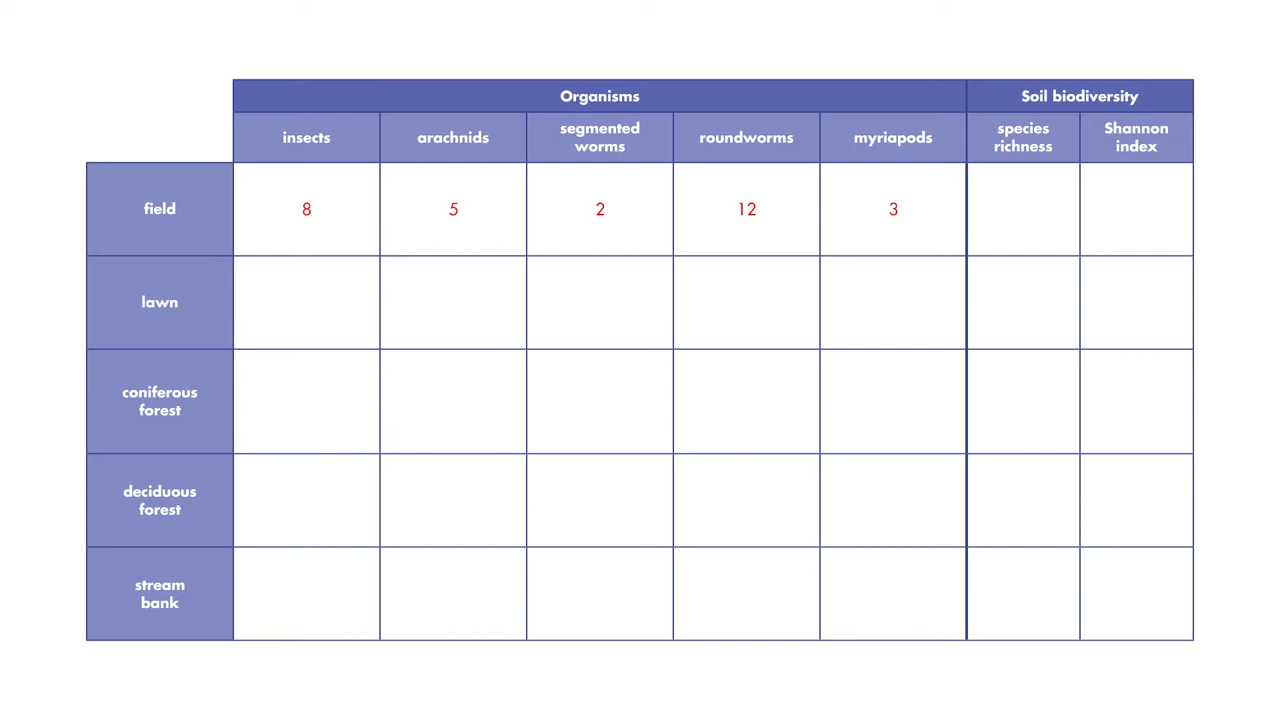 Organisms
Soil biodiversity
insects
arachnids
segmented
worms
roundworms
myriapods
species
richness
Shannon
index
field
8
5
2
12
3
lawn
coniferous
forest
deciduous
forest
stream
bank